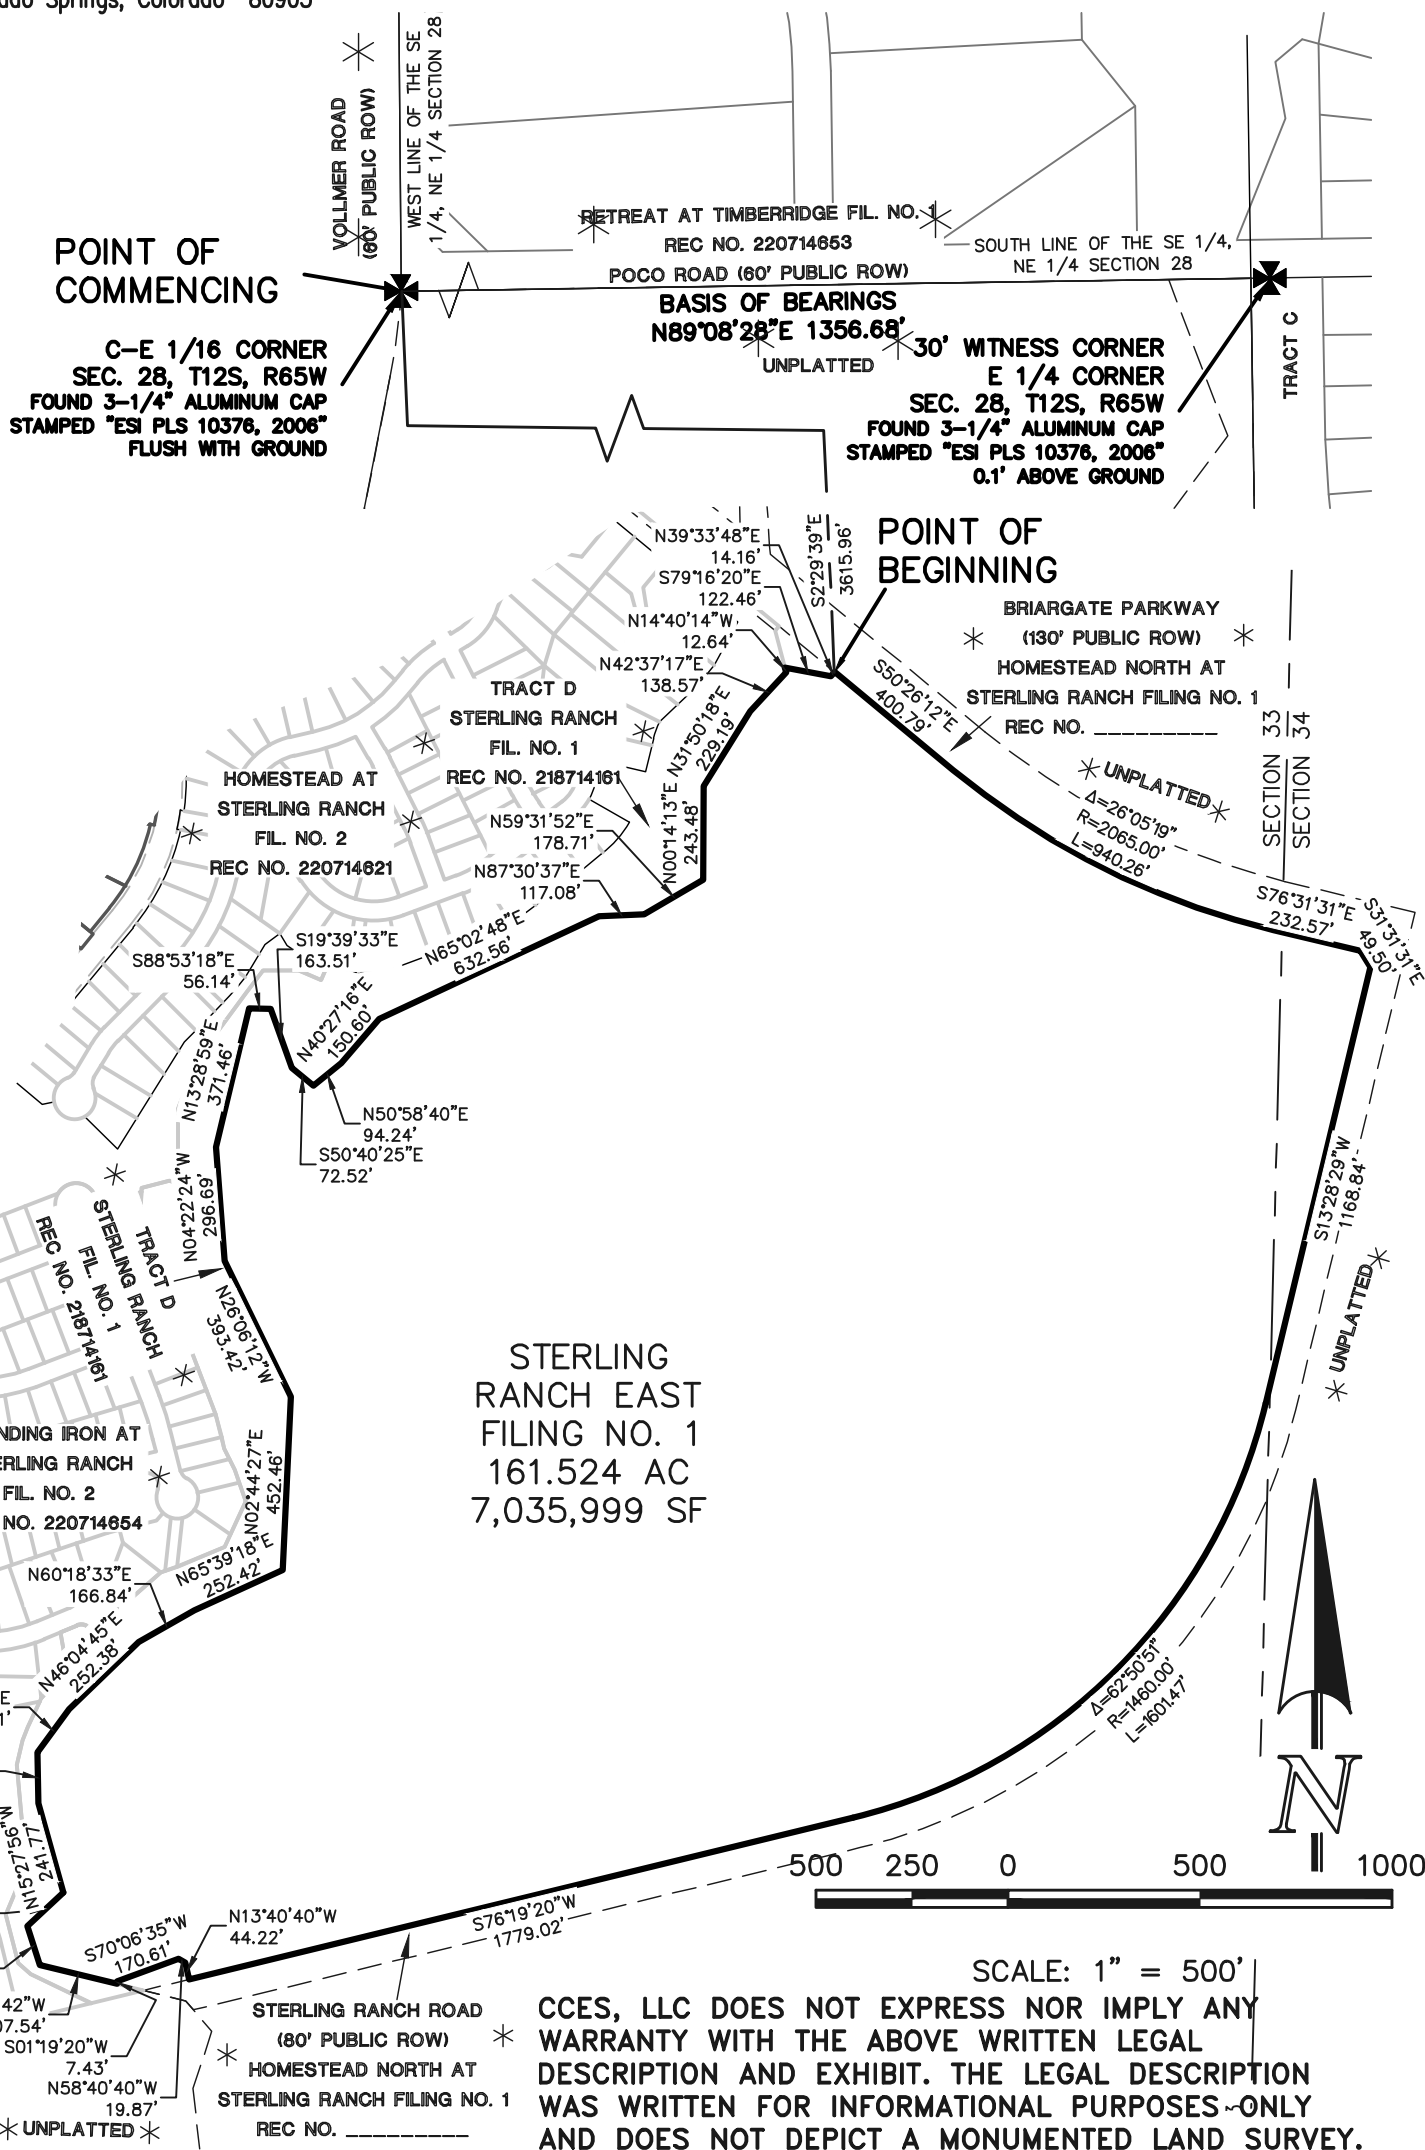 Springs, Colorado 80903
VOLLMER ROAD
(60' PUBLIC ROW)
WEST LINE OF THE SE
1/4, NE 1/4 SECTION 28
RETREAT AT TIMBERRIDGE FIL. NO. 1
REC NO. 220714653
POCO ROAD (60' PUBLIC ROW)
SOUTH LINE OF THE SE 1/4,
NE 1/4 SECTION 28
POINT OF
COMMENCING
BASIS OF BEARINGS
N89°08'28"E 1356.68'
UNPLATTED
C-E 1/16 CORNER
SEC. 28, T12S, R65W
FOUND 3-1/4" ALUMINUM CAP
STAMPED "ESI PLS 10376, 2006"
FLUSH WITH GROUND
30' WITNESS CORNER
E 1/4 CORNER
SEC. 28, T12S, R65W
FOUND 3-1/4" ALUMINUM CAP
STAMPED "ESI PLS 10376, 2006"
0.1' ABOVE GROUND
TRACT C
N39°33'48"E
14.16'
S79°16'20"E
122.46'
N14°40'14"W
12.64'
N42°37'17"E
138.57'
S2°29'39"E
3615.96'
POINT OF
BEGINNING
BRIARGATE PARKWAY
(130' PUBLIC ROW)
HOMESTEAD NORTH AT
STERLING RANCH FILING NO. 1
REC NO. __________
S50°26'12"E
400.79'
SECTION 33
SECTION 34
UNPLATTED
Δ=26°05'19"
R=2065.00'
L=940.26'
TRACT D
STERLING RANCH
FIL. NO. 1
REC NO. 218714161
N31°50'18"E
229.19'
N00°14'13"E
243.48'
HOMESTEAD AT
STERLING RANCH
FIL. NO. 2
REC NO. 220714621
N59°31'52"E
178.71'
N87°30'37"E
117.08'
S76°31'31"E
232.57'
S31°31'31"E
49.50'
N65°02'48"E
632.56'
S19°39'33"E
163.51'
S88°53'18"E
56.14'
N40°27'16"E
150.60'
N13°28'59"E
371.46'
N50°58'40"E
94.24'
S50°40'25"E
72.52'
N04°22'24"W
296.69'
S13°28'29"W
1168.84'
UNPLATTED
TRACT D
STERLING RANCH
FIL. NO. 1
REC NO. 218714161
N26°06'12"W
393.42'
STERLING
RANCH EAST
FILING NO. 1
161.524 AC
7,035,999 SF
IRON AT
RANCH
FIL. NO. 2
NO. 220714654
N02°44'27"E
452.46'
N65°39'18"E
252.42'
N60°18'33"E
166.84'
N46°04'45"E
252.38'
Δ=62°50'51"
R=1460.00'
L=1601.47'
N15°27'56"W
241.77'
N
500 250 0 500 1000
S76°19'20"W
1779.02'
S70°06'35"W
170.61'
N13°40'40"W
44.22'
S01°19'20"W
7.43'
N58°40'40"W
19.87'
UNPLATTED
STERLING RANCH ROAD
(80' PUBLIC ROW)
HOMESTEAD NORTH AT
STERLING RANCH FILING NO. 1
REC NO. __________
SCALE: 1" = 500'
CCES, LLC DOES NOT EXPRESS NOR IMPLY ANY
WARRANTY WITH THE ABOVE WRITTEN LEGAL
DESCRIPTION AND EXHIBIT. THE LEGAL DESCRIPTION
WAS WRITTEN FOR INFORMATIONAL PURPOSES ONLY
AND DOES NOT DEPICT A MONUMENTED LAND SURVEY.